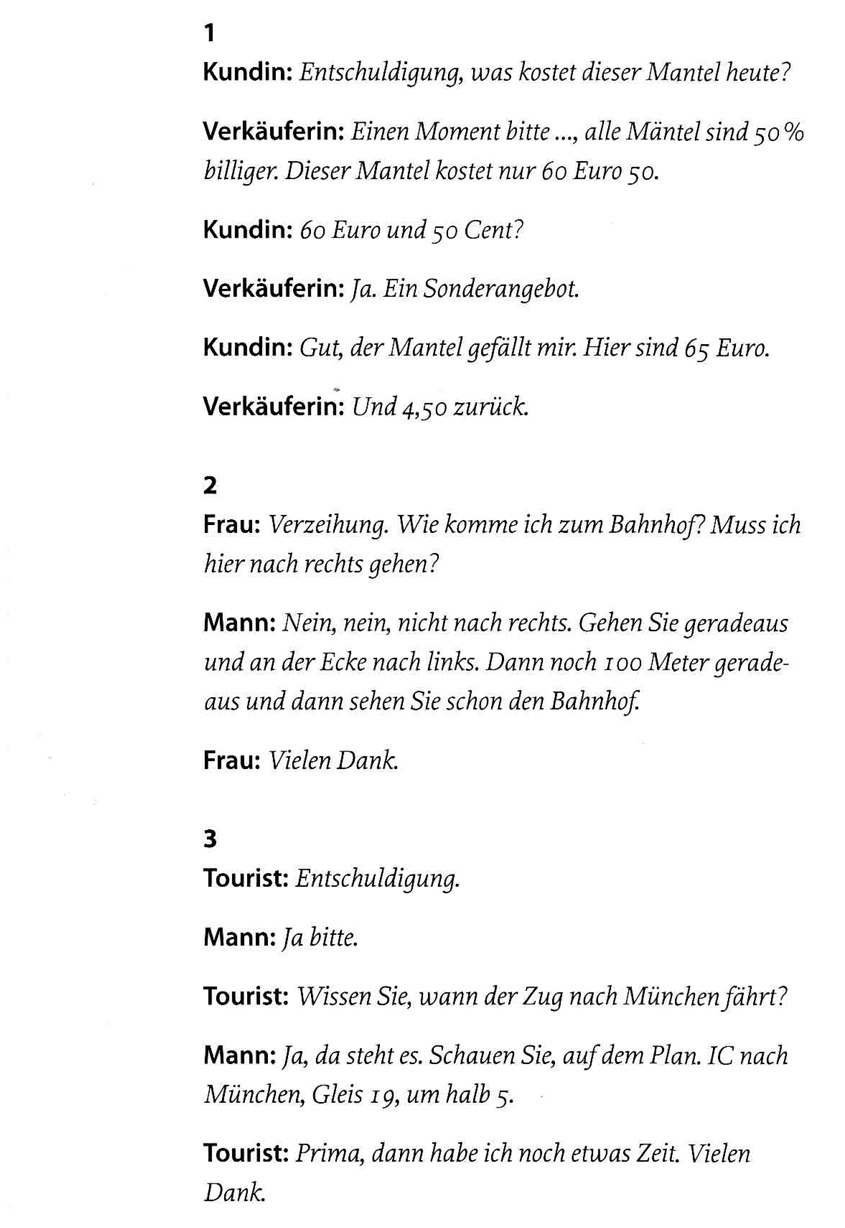 1
Kundin: Entschuldigung, was kostet dieser Mantel heute?
Verkäuferin: Einen Moment bitte ..., alle Mäntel sind 50 %
billiger. Dieser Mantel kostet nur 60 Euro 50.
Kundin: 60 Euro und 50 Cent?
Verkäuferin: Ja. Ein Sonderangebot.
Kundin: Gut, der Mantel gefällt mir. Hier sind 65 Euro.
Verkäuferin: Und 4,50 zurück.
2
Frau: Verzeihung. Wie komme ich zum Bahnhof? Muss ich
hier nach rechts gehen?
Mann: Nein, nein, nicht nach rechts. Gehen Sie geradeaus
und an der Ecke nach links. Dann noch 100 Meter gerade-
aus und dann sehen Sie schon den Bahnhof.
Frau: Vielen Dank.
3
Tourist: Entschuldigung.
Mann: Ja bitte.
Tourist: Wissen Sie, wann der Zug nach München fährt?
Mann: Ja, da steht es. Schauen Sie, auf dem Plan. IC nach
München, Gleis 19, um halb 5.
Tourist: Prima, dann habe ich noch etwas Zeit. Vielen
Dank.